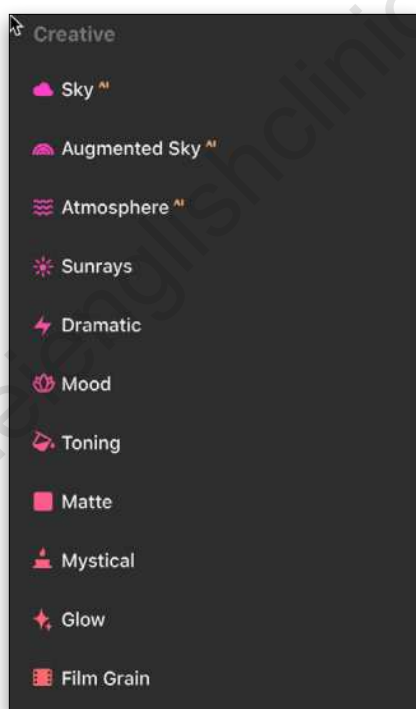 Creative
Sky AI
Augmented Sky AI
Atmosphere AI
Sunrays
Dramatic
Mood
Toning
Matte
Mystical
Glow
Film Grain